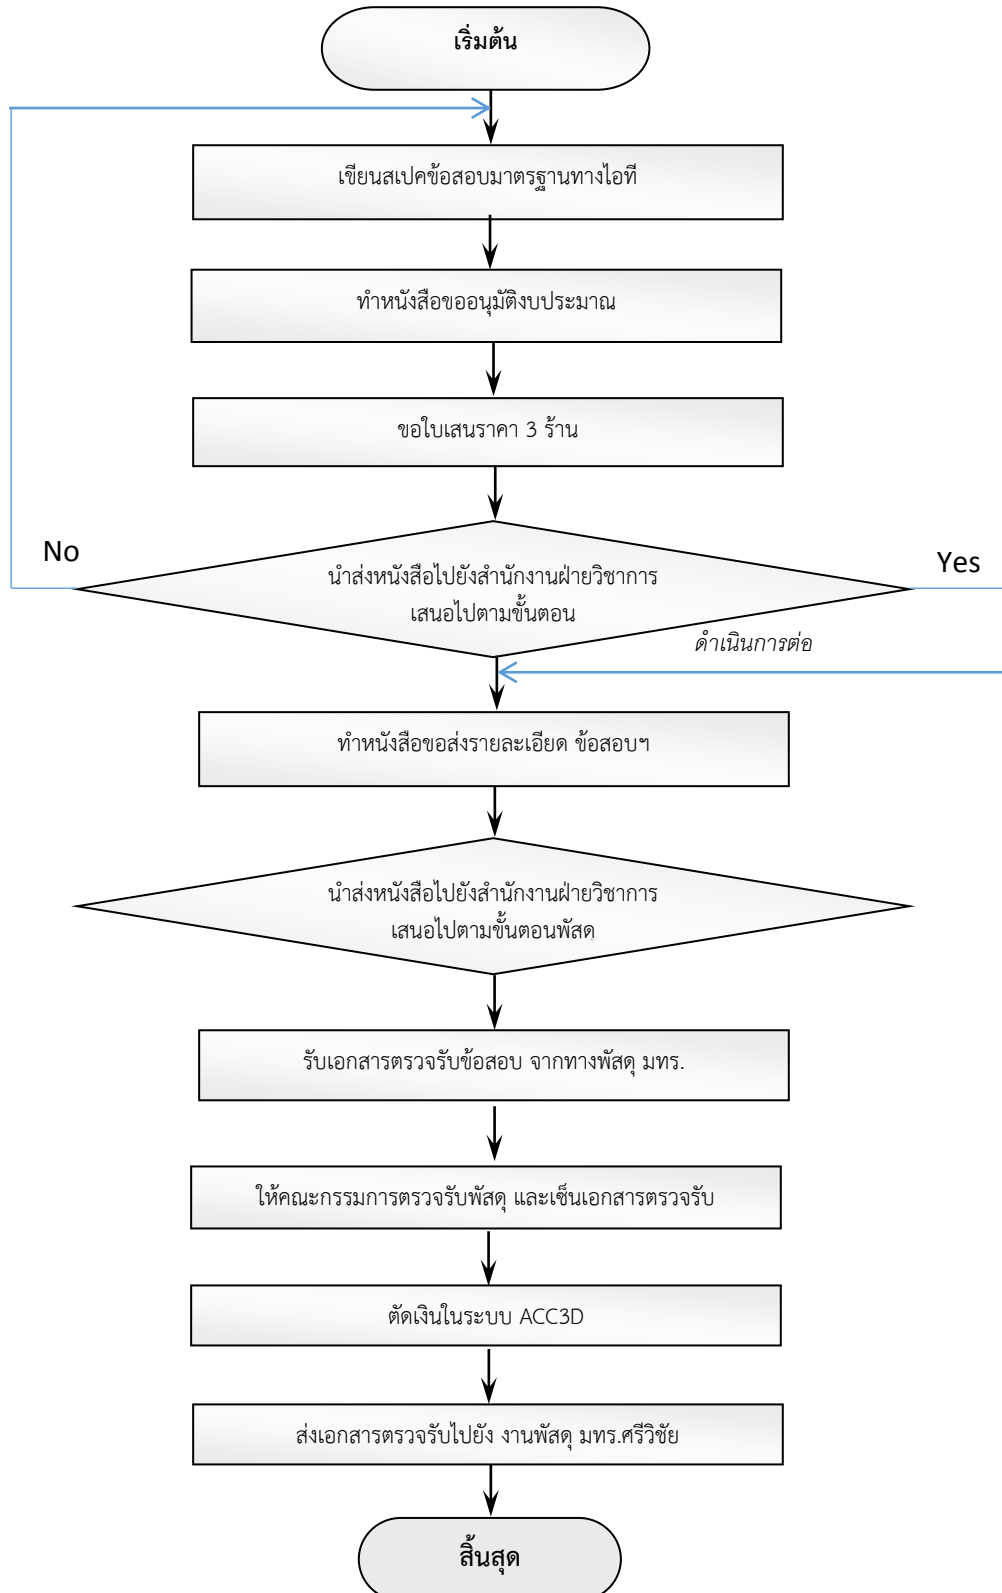 เริ่มต้น
เขียนสเปคข้อสอบมาตรฐานทางไอที
ทำหนังสือขออนุมัติงบประมาณ
ขอใบเสนราคา 3 ร้าน
No
Yes
นำส่งหนังสือไปยังสำนักงานฝ่ายวิชาการ
เสนอไปตามขั้นตอน
ดำเนินการต่อ
ทำหนังสือขอส่งรายละเอียด ข้อสอบฯ
นำส่งหนังสือไปยังสำนักงานฝ่ายวิชาการ
เสนอไปตามขั้นตอนพัสดุ
รับเอกสารตรวจรับข้อสอบ จากทางพัสดุ มทร.
ให้คณะกรรมการตรวจรับพัสดุ และเซ็นเอกสารตรวจรับ
ตัดเงินในระบบ ACC3D
ส่งเอกสารตรวจรับไปยัง งานพัสดุ มทร.ศรีวิชัย
สิ้นสุด